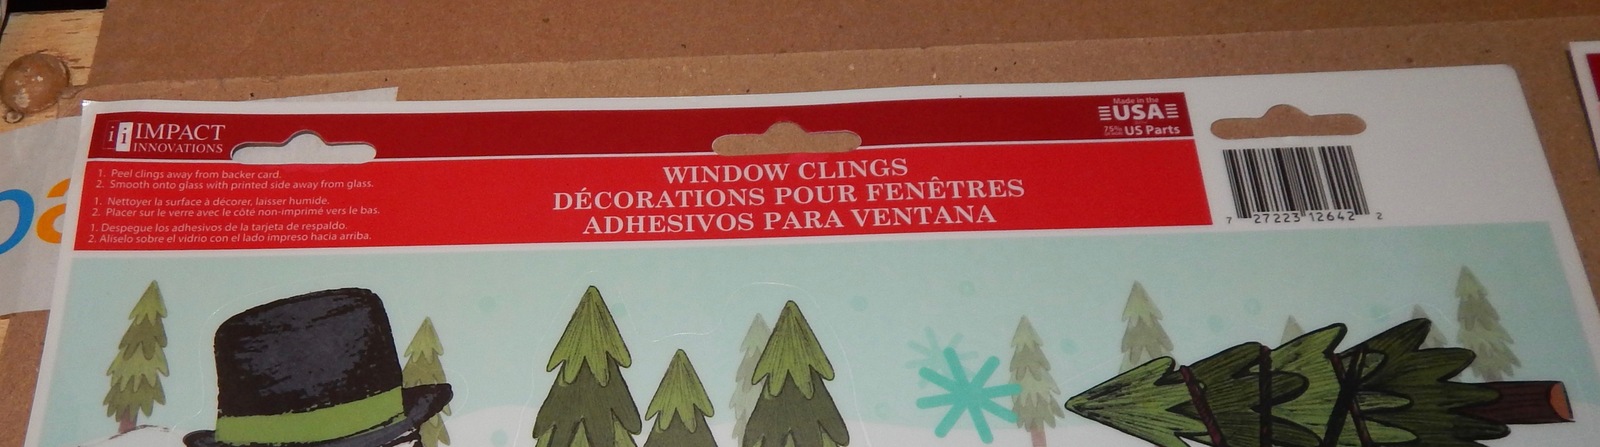 IMPACT
INNOVATIONS
1. Peel clings away from backer card.
2. Smooth onto glass with printed side away from glass.
1. Nettoyer la surface à décorer, laisser humide.
2. Placer sur le verre avec le côté non-imprimé vers le bas.
1. Despegue los adhesivos de la tarjeta de respaldo.
2. Alíselo sobre el vidrio con el lado impreso hacia arriba.
WINDOW CLINGS
DÉCORATIONS POUR FENÊTRES
ADHESIVOS PARA VENTANA
Made in the
USA
75% US Parts
7 27223 12642 2